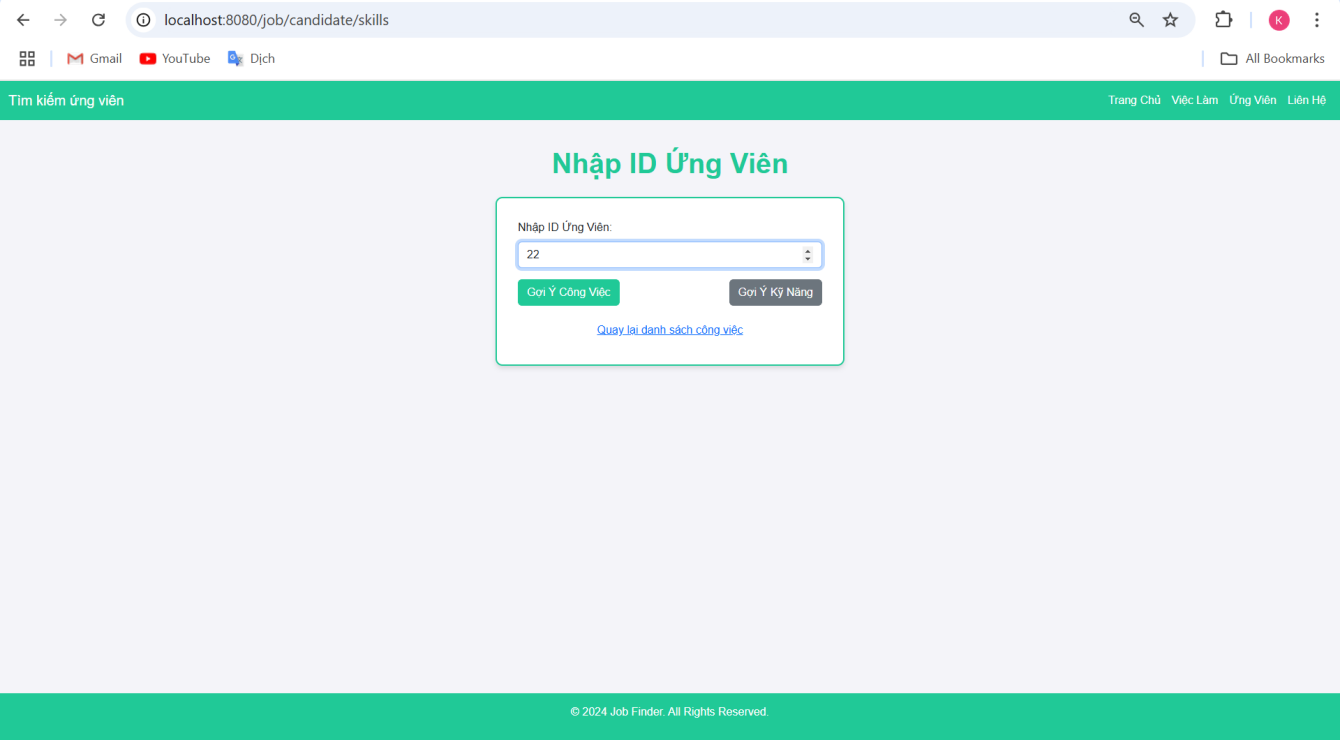 localhost:8080/job/candidate/skills
K
Gmail YouTube Dịch All Bookmarks
Tìm kiếm ứng viên Trang Chủ Việc Làm Ứng Viên Liên Hệ
Nhập ID Ứng Viên
Nhập ID Ứng Viên:
22
Gợi Ý Công Việc Gợi Ý Kỹ Năng
Quay lại danh sách công việc
© 2024 Job Finder. All Rights Reserved.